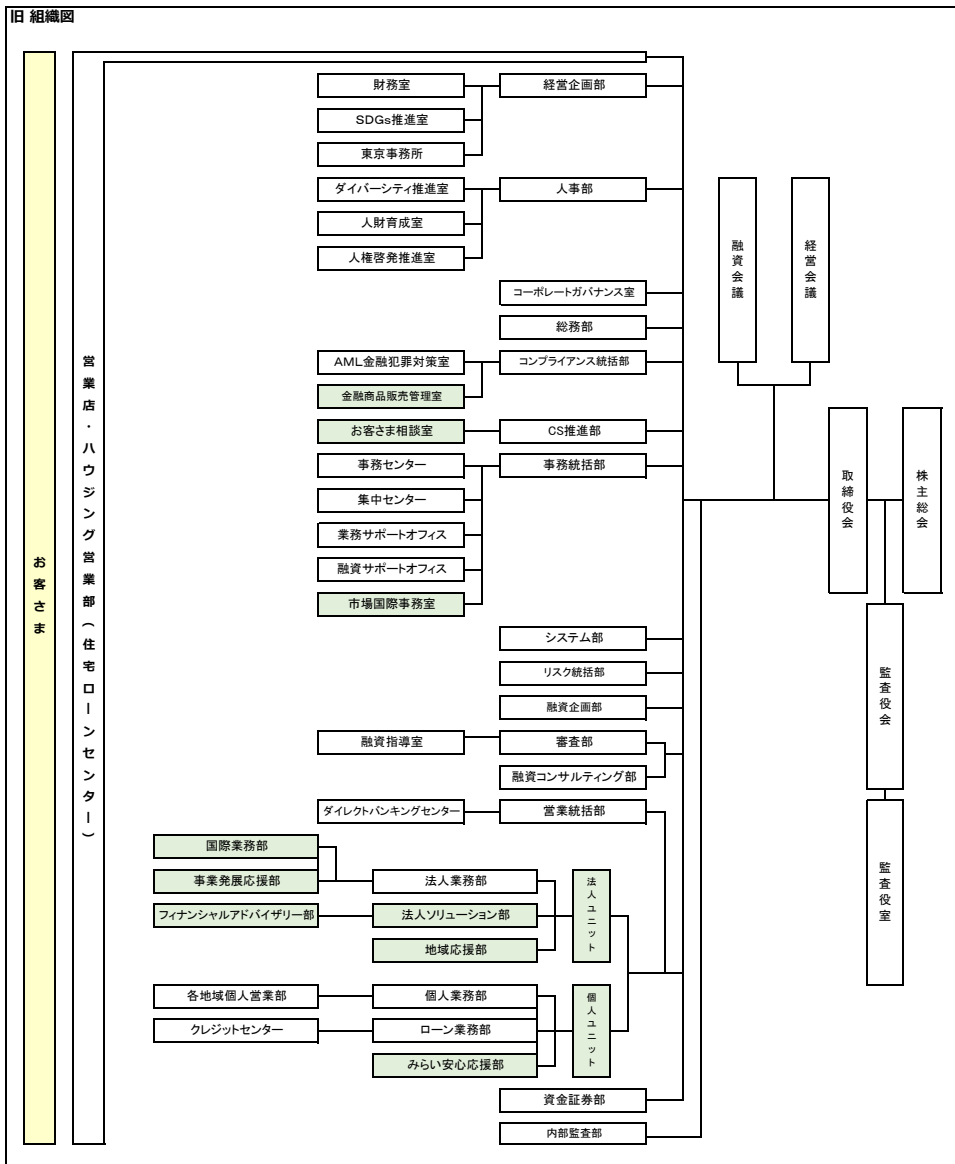 旧 組織図
お客さま
営業店・ハウジング営業部(住宅ローンセンター)
財務室
経営企画部
SDGs推進室
東京事務所
ダイバーシティ推進室
人事部
人財育成室
人権啓発推進室
コーポレートガバナンス室
総務部
AML金融犯罪対策室
コンプライアンス統括部
金融商品販売管理室
お客さま相談室
CS推進部
事務センター
事務統括部
集中センター
業務サポートオフィス
融資サポートオフィス
市場国際事務室
システム部
リスク統括部
融資企画部
融資指導室
審査部
融資コンサルティング部
ダイレクトバンキングセンター
営業統括部
国際業務部
事業発展応援部
法人業務部
フィナンシャルアドバイザリー部
法人ソリューション部
地域応援部
法人ユニット
各地域個人営業部
個人業務部
クレジットセンター
ローン業務部
みらい安心応援部
個人ユニット
資金証券部
内部監査部
融資会議
経営会議
取締役会
株主総会
監査役会
監査役室